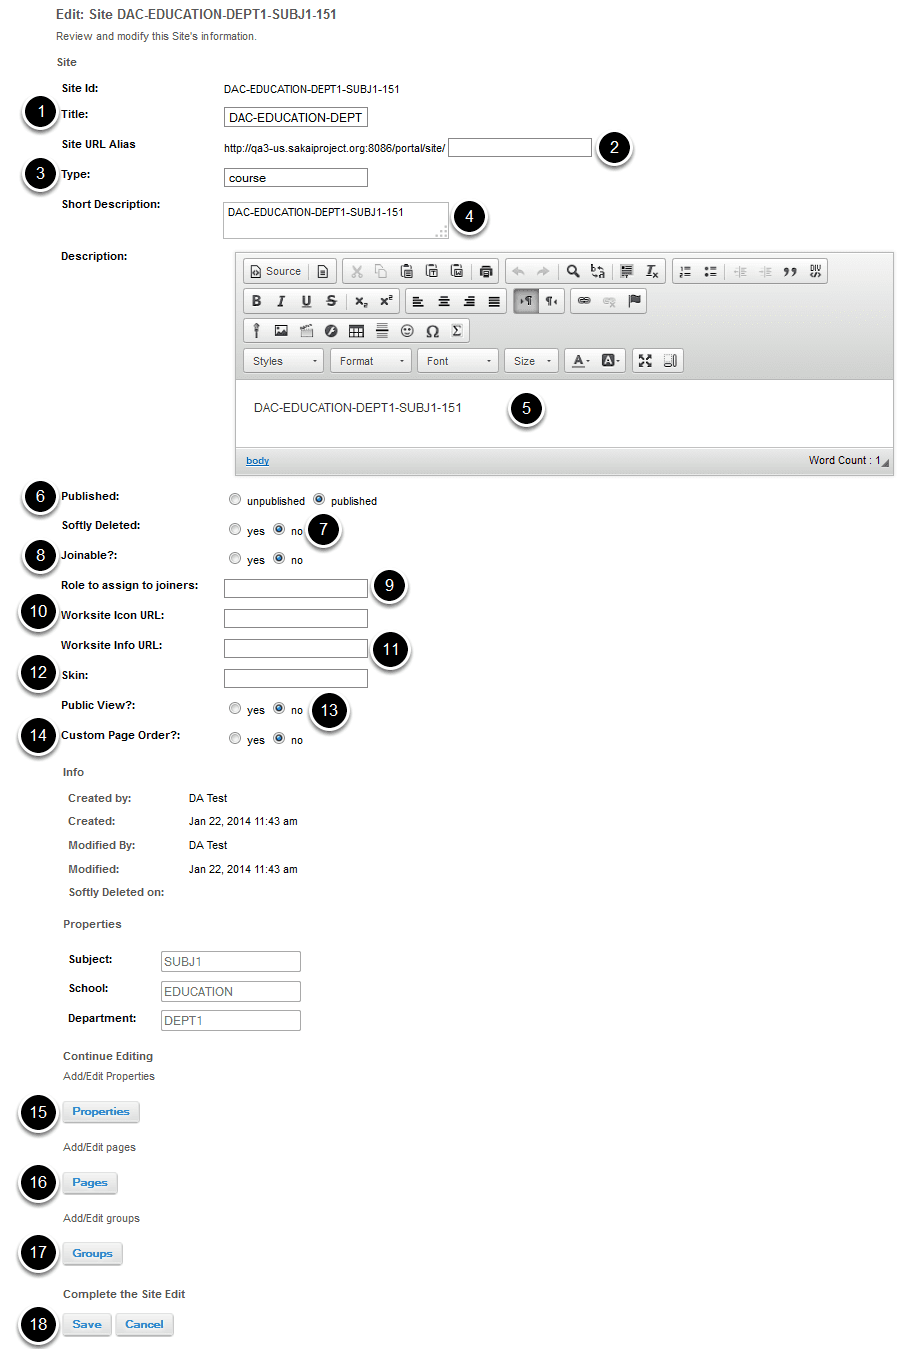 Edit: Site DAC-EDUCATION-DEPT1-SUBJ1-151
Review and modify this Site's information.
Site
Site Id: DAC-EDUCATION-DEPT1-SUBJ1-151
1 Title: DAC-EDUCATION-DEPT
Site URL Alias http://qa3-us.sakaiproject.org:8086/portal/site/ 2
3 Type: course
Short Description: DAC-EDUCATION-DEPT1-SUBJ1-151 4
Description:
Source
B I U S x₂ x²
Styles Format Font Size A A
DAC-EDUCATION-DEPT1-SUBJ1-151 5
body Word Count : 1
6 Published: unpublished published
Softly Deleted: yes no 7
8 Joinable?: yes no
Role to assign to joiners: 9
10 Worksite Icon URL:
Worksite Info URL: 11
12 Skin:
Public View?: yes no 13
14 Custom Page Order?: yes no
Info
Created by: DA Test
Created: Jan 22, 2014 11:43 am
Modified By: DA Test
Modified: Jan 22, 2014 11:43 am
Softly Deleted on:
Properties
Subject: SUBJ1
School: EDUCATION
Department: DEPT1
Continue Editing
Add/Edit Properties
15 Properties
Add/Edit pages
16 Pages
Add/Edit groups
17 Groups
Complete the Site Edit
18 Save Cancel